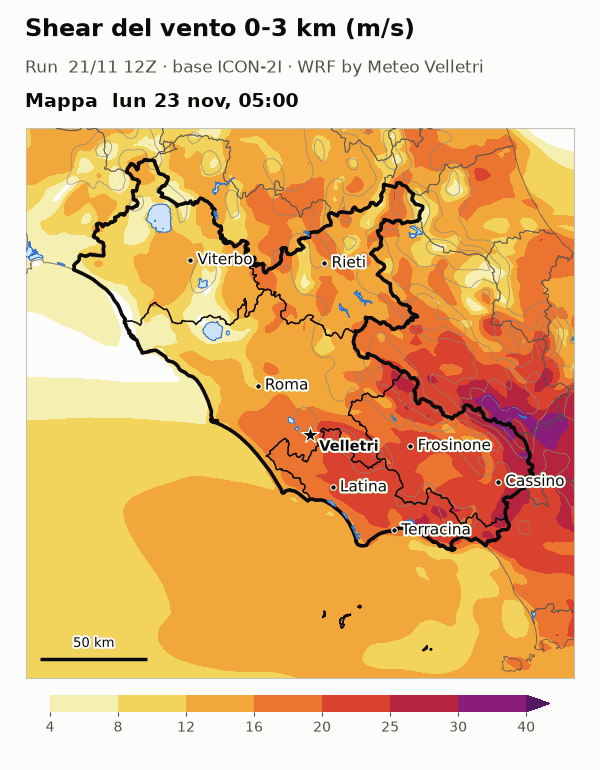 Shear del vento 0-3 km (m/s)
Run  21/11 12Z · base ICON-2I · WRF by Meteo Velletri
Mappa  lun 23 nov, 05:00
Viterbo
Rieti
Roma
Velletri
Frosinone
Latina
Cassino
Terracina
50 km
4 8 12 16 20 25 30 40